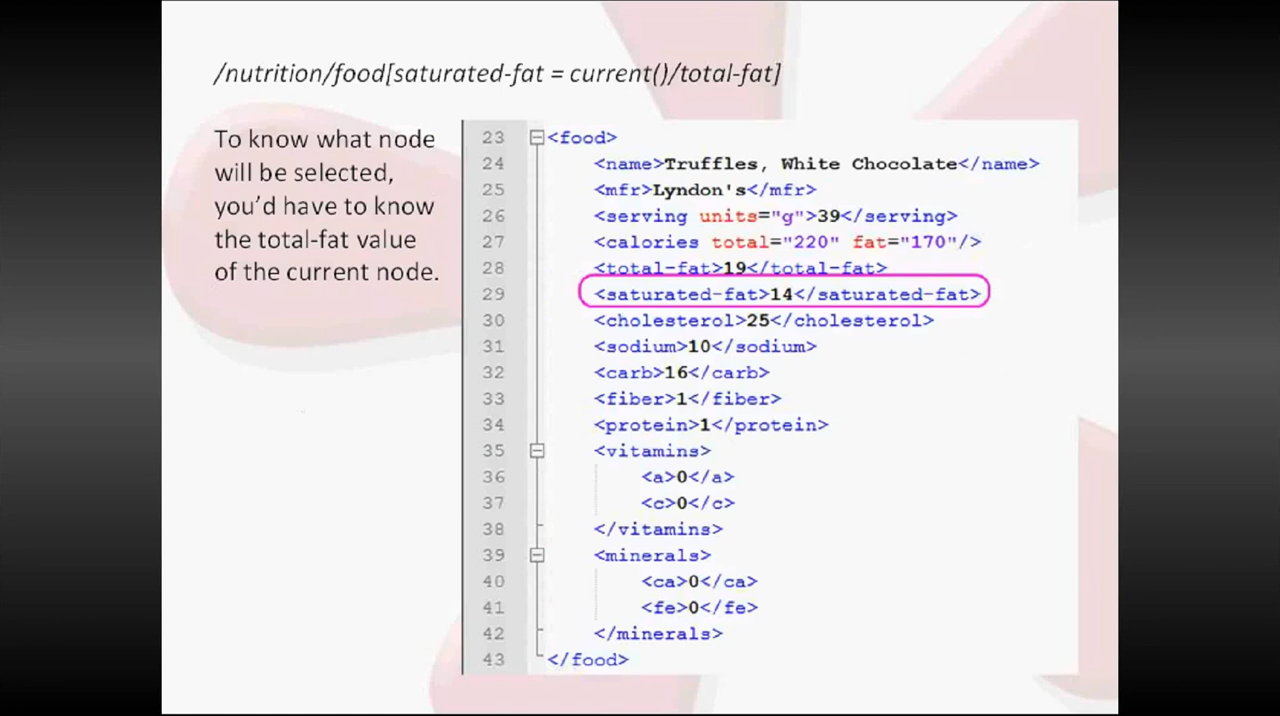 /nutrition/food[saturated-fat = current()/total-fat]
To know what node
will be selected,
you'd have to know
the total-fat value
of the current node.
23 <food>
24 <name>Truffles, White Chocolate</name>
25 <mfr>Lyndon's</mfr>
26 <serving units="g">39</serving>
27 <calories total="220" fat="170"/>
28 <total-fat>19</total-fat>
29 <saturated-fat>14</saturated-fat>
30 <cholesterol>25</cholesterol>
31 <sodium>10</sodium>
32 <carb>16</carb>
33 <fiber>1</fiber>
34 <protein>1</protein>
35 <vitamins>
36 <a>0</a>
37 <c>0</c>
38 </vitamins>
39 <minerals>
40 <ca>0</ca>
41 <fe>0</fe>
42 </minerals>
43 </food>